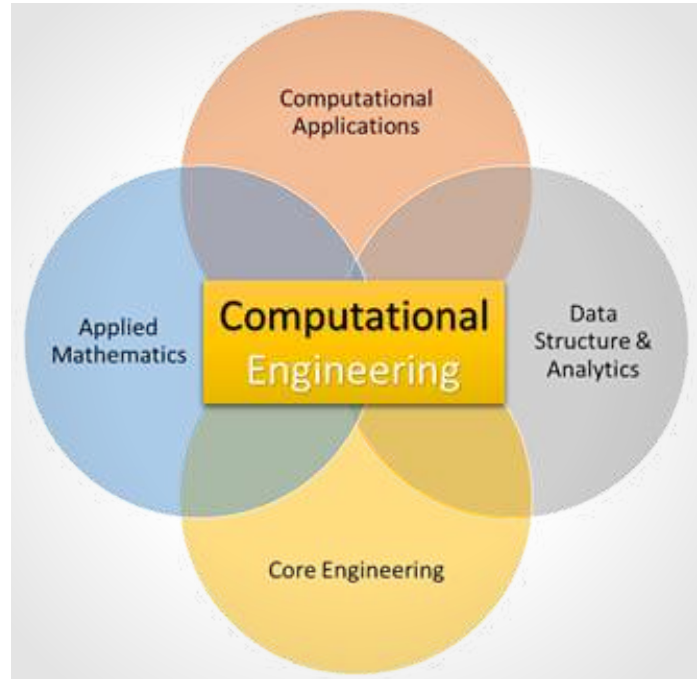 Computational
Applications
Applied
Mathematics
Computational
Engineering
Data
Structure &
Analytics
Core Engineering